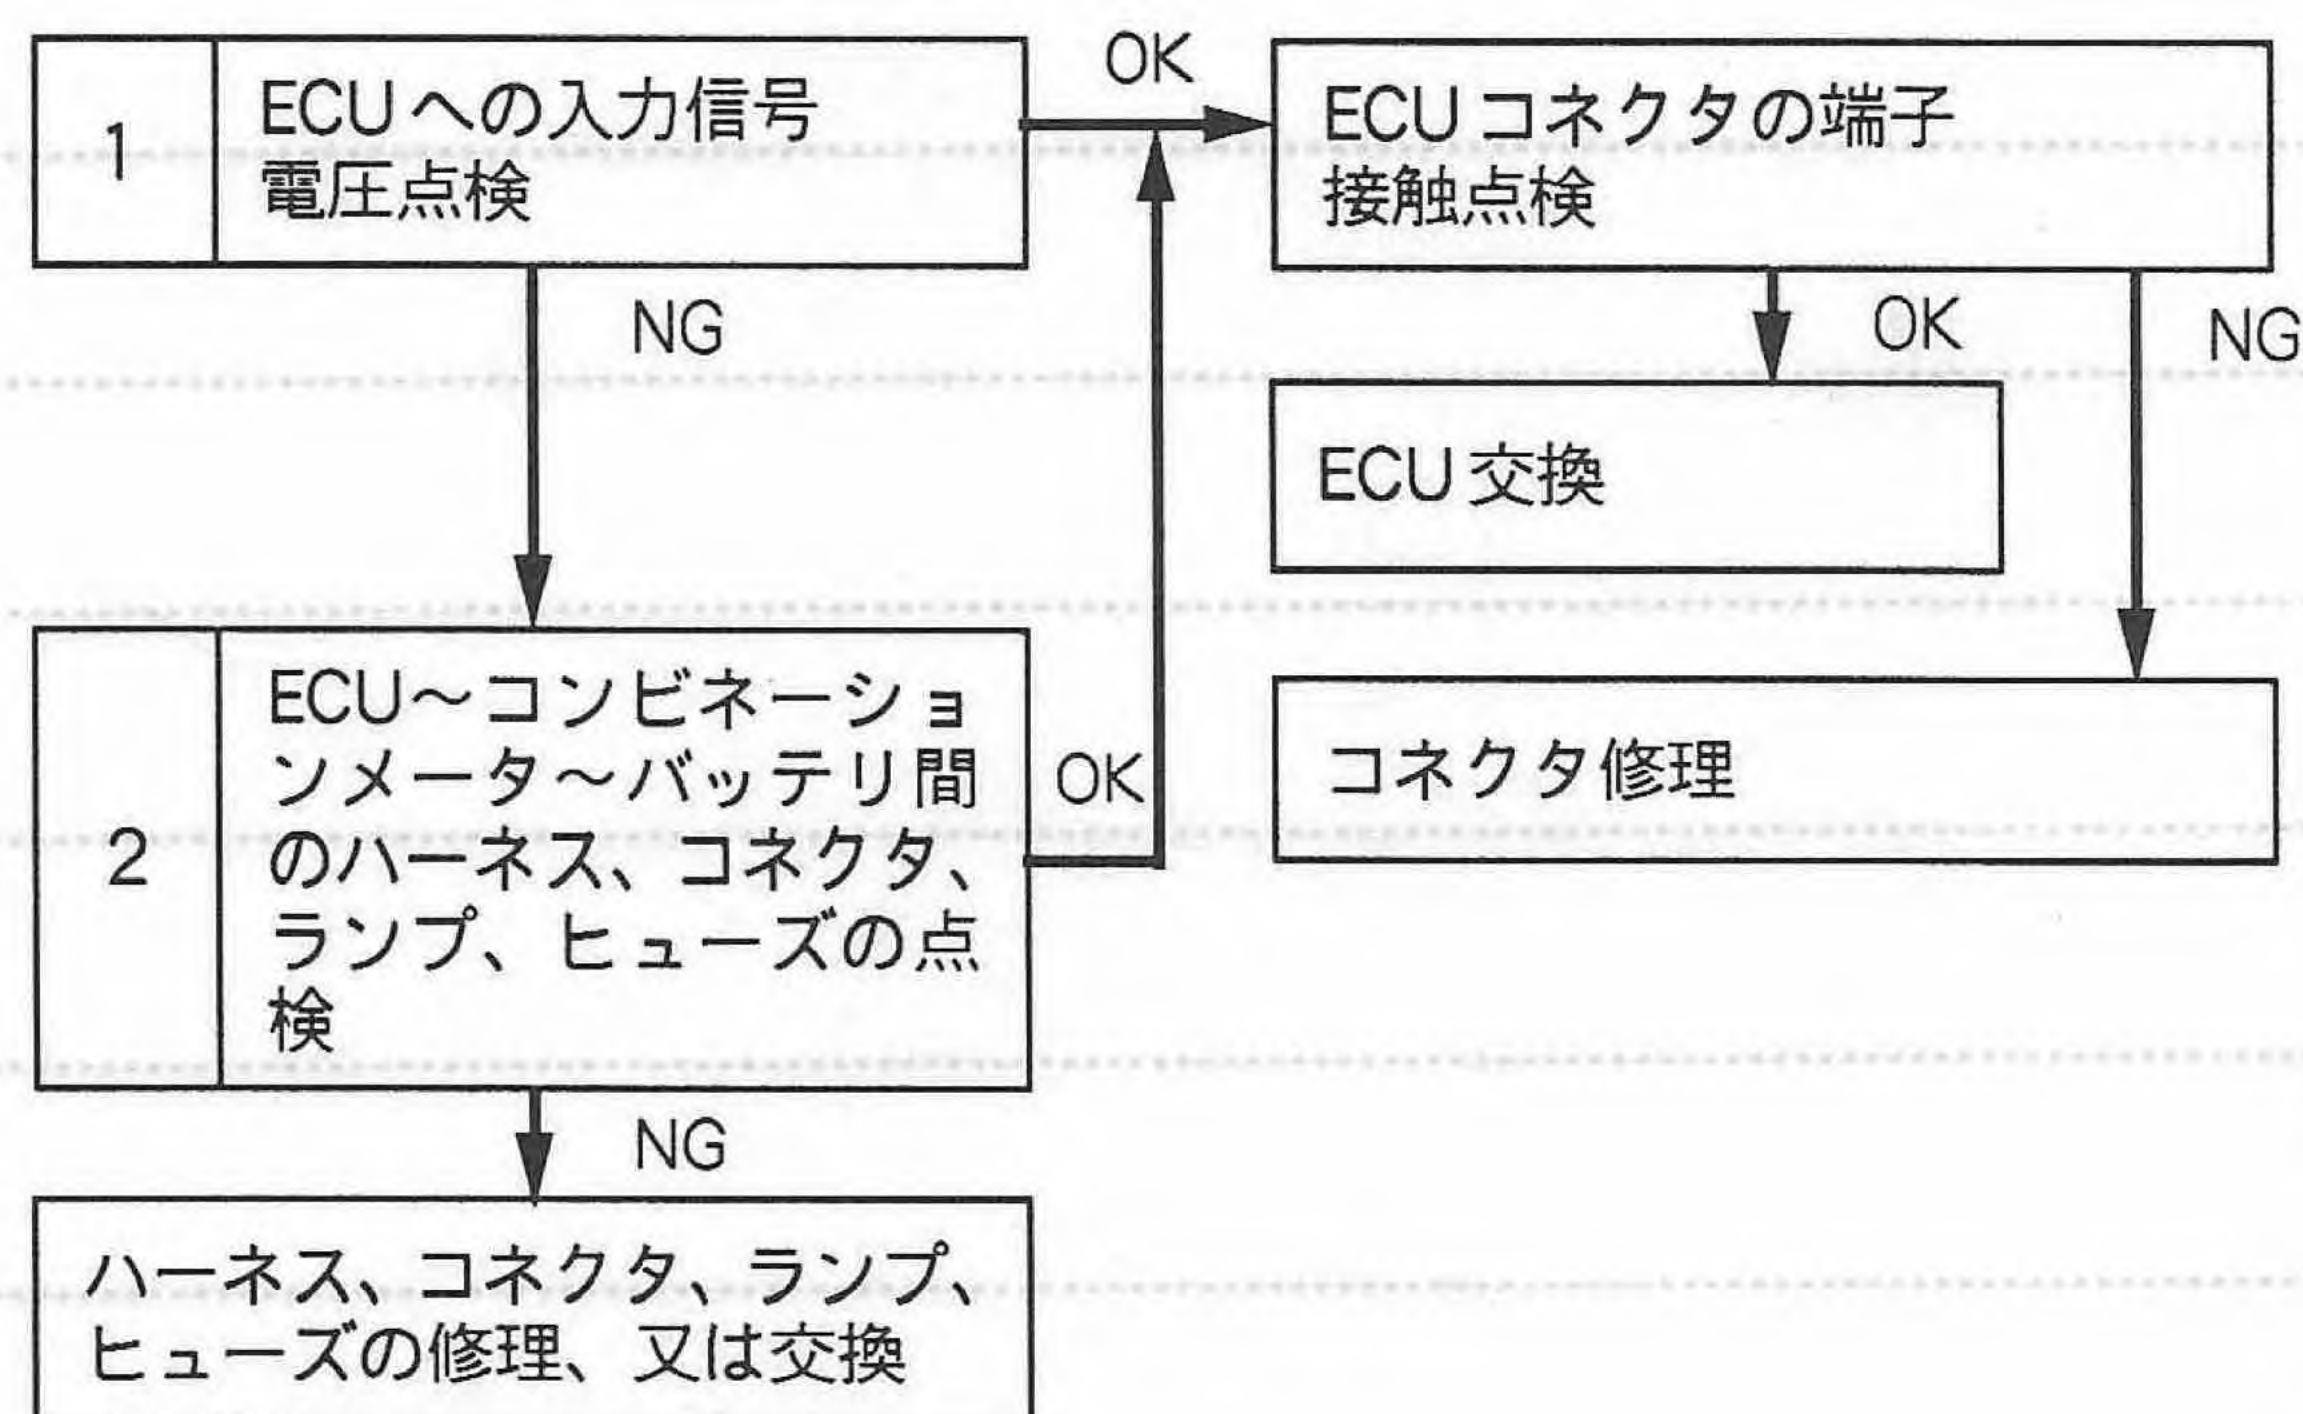 1
ECUへの入力信号
電圧点検
OK
ECUコネクタの端子
接触点検
NG
OK
NG
ECU交換
2
ECU～コンビネーショ
ンメータ～バッテリ間
のハーネス、コネクタ、
ランプ、ヒューズの点
検
OK
コネクタ修理
NG
ハーネス、コネクタ、ランプ、
ヒューズの修理、又は交換